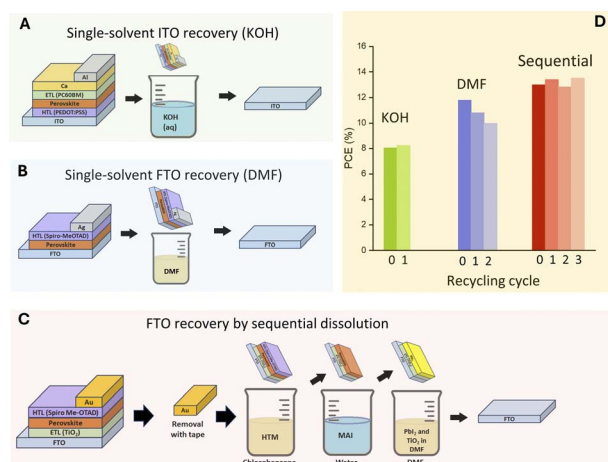 A
Single-solvent ITO recovery (KOH)
Al
Ca
ETL (PC60BM)
Perovskite
HTL (PEDOT:PSS)
ITO
KOH
(aq)
ITO
B
Single-solvent FTO recovery (DMF)
Ag
HTL (Spiro-MeOTAD)
Perovskite
FTO
DMF
FTO
D
PCE (%)
16
14
12
10
8
6
4
2
0
KOH
DMF
Sequential
0 1
0 1 2
0 1 2 3
Recycling cycle
C
FTO recovery by sequential dissolution
Au
HTL (Spiro Me-OTAD)
Perovskite
ETL (TiO₂)
FTO
Au
Removal
with tape
HTM
Chlorobenzene
MAI
Water
PbI₂ and
TiO₂ in
DMF
DMF
FTO